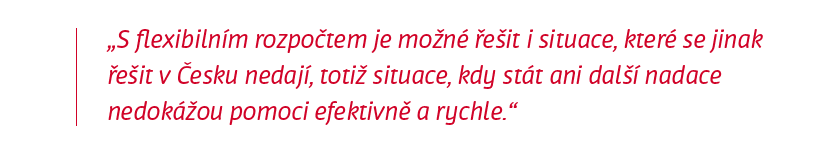 „S flexibilním rozpočtem je možné řešit i situace, které se jinak
řešit v Česku nedají, totiž situace, kdy stát ani další nadace
nedokážou pomoci efektivně a rychle.“